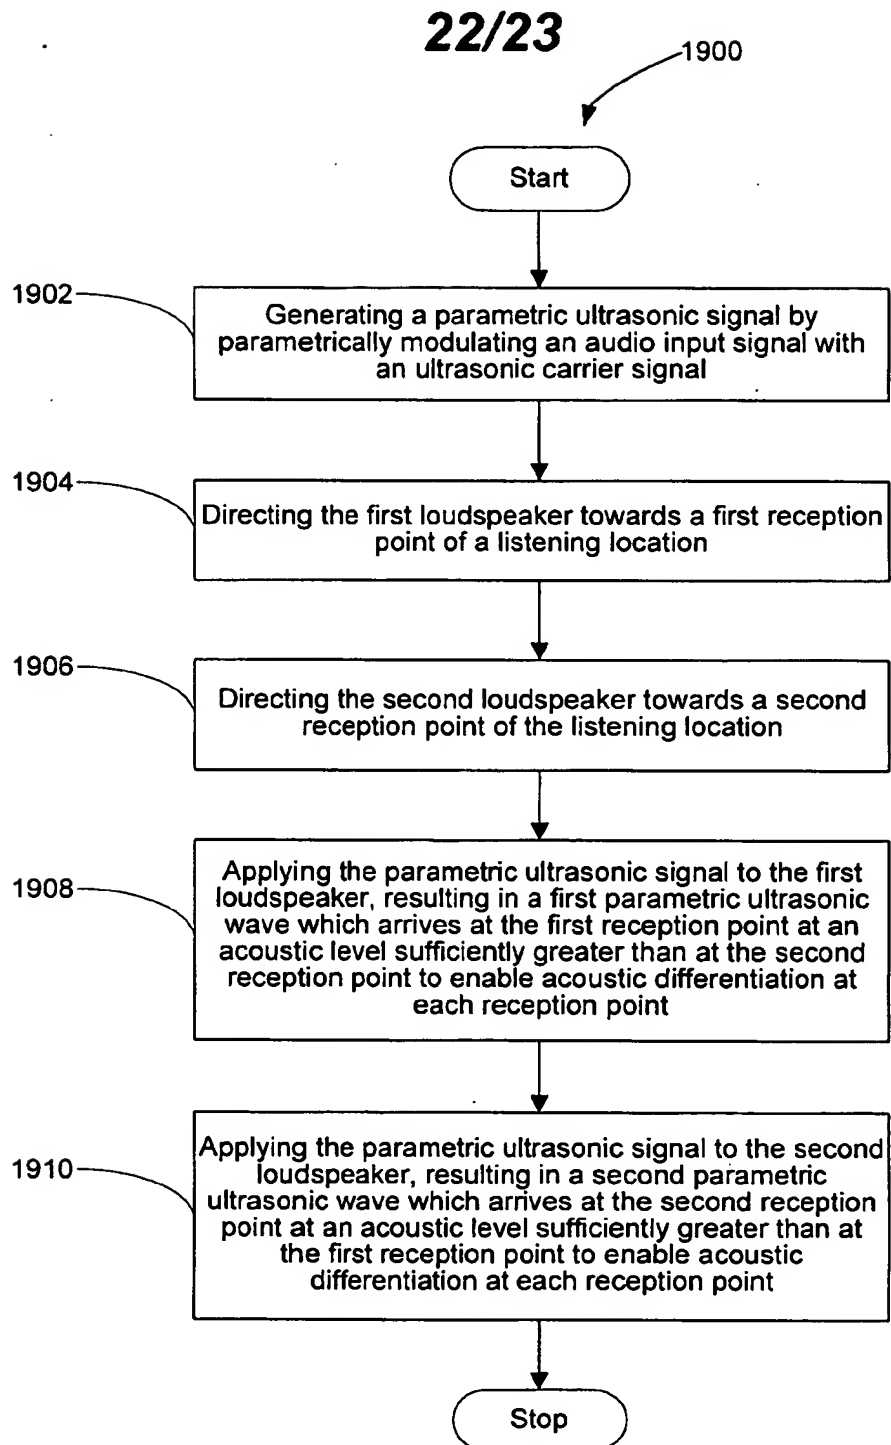 22/23
1900
Start
1902
Generating a parametric ultrasonic signal by
parametrically modulating an audio input signal with
an ultrasonic carrier signal
1904
Directing the first loudspeaker towards a first reception
point of a listening location
1906
Directing the second loudspeaker towards a second
reception point of the listening location
1908
Applying the parametric ultrasonic signal to the first
loudspeaker, resulting in a first parametric ultrasonic
wave which arrives at the first reception point at an
acoustic level sufficiently greater than at the second
reception point to enable acoustic differentiation at
each reception point
1910
Applying the parametric ultrasonic signal to the second
loudspeaker, resulting in a second parametric
ultrasonic wave which arrives at the second reception
point at an acoustic level sufficiently greater than at
the first reception point to enable acoustic
differentiation at each reception point
Stop